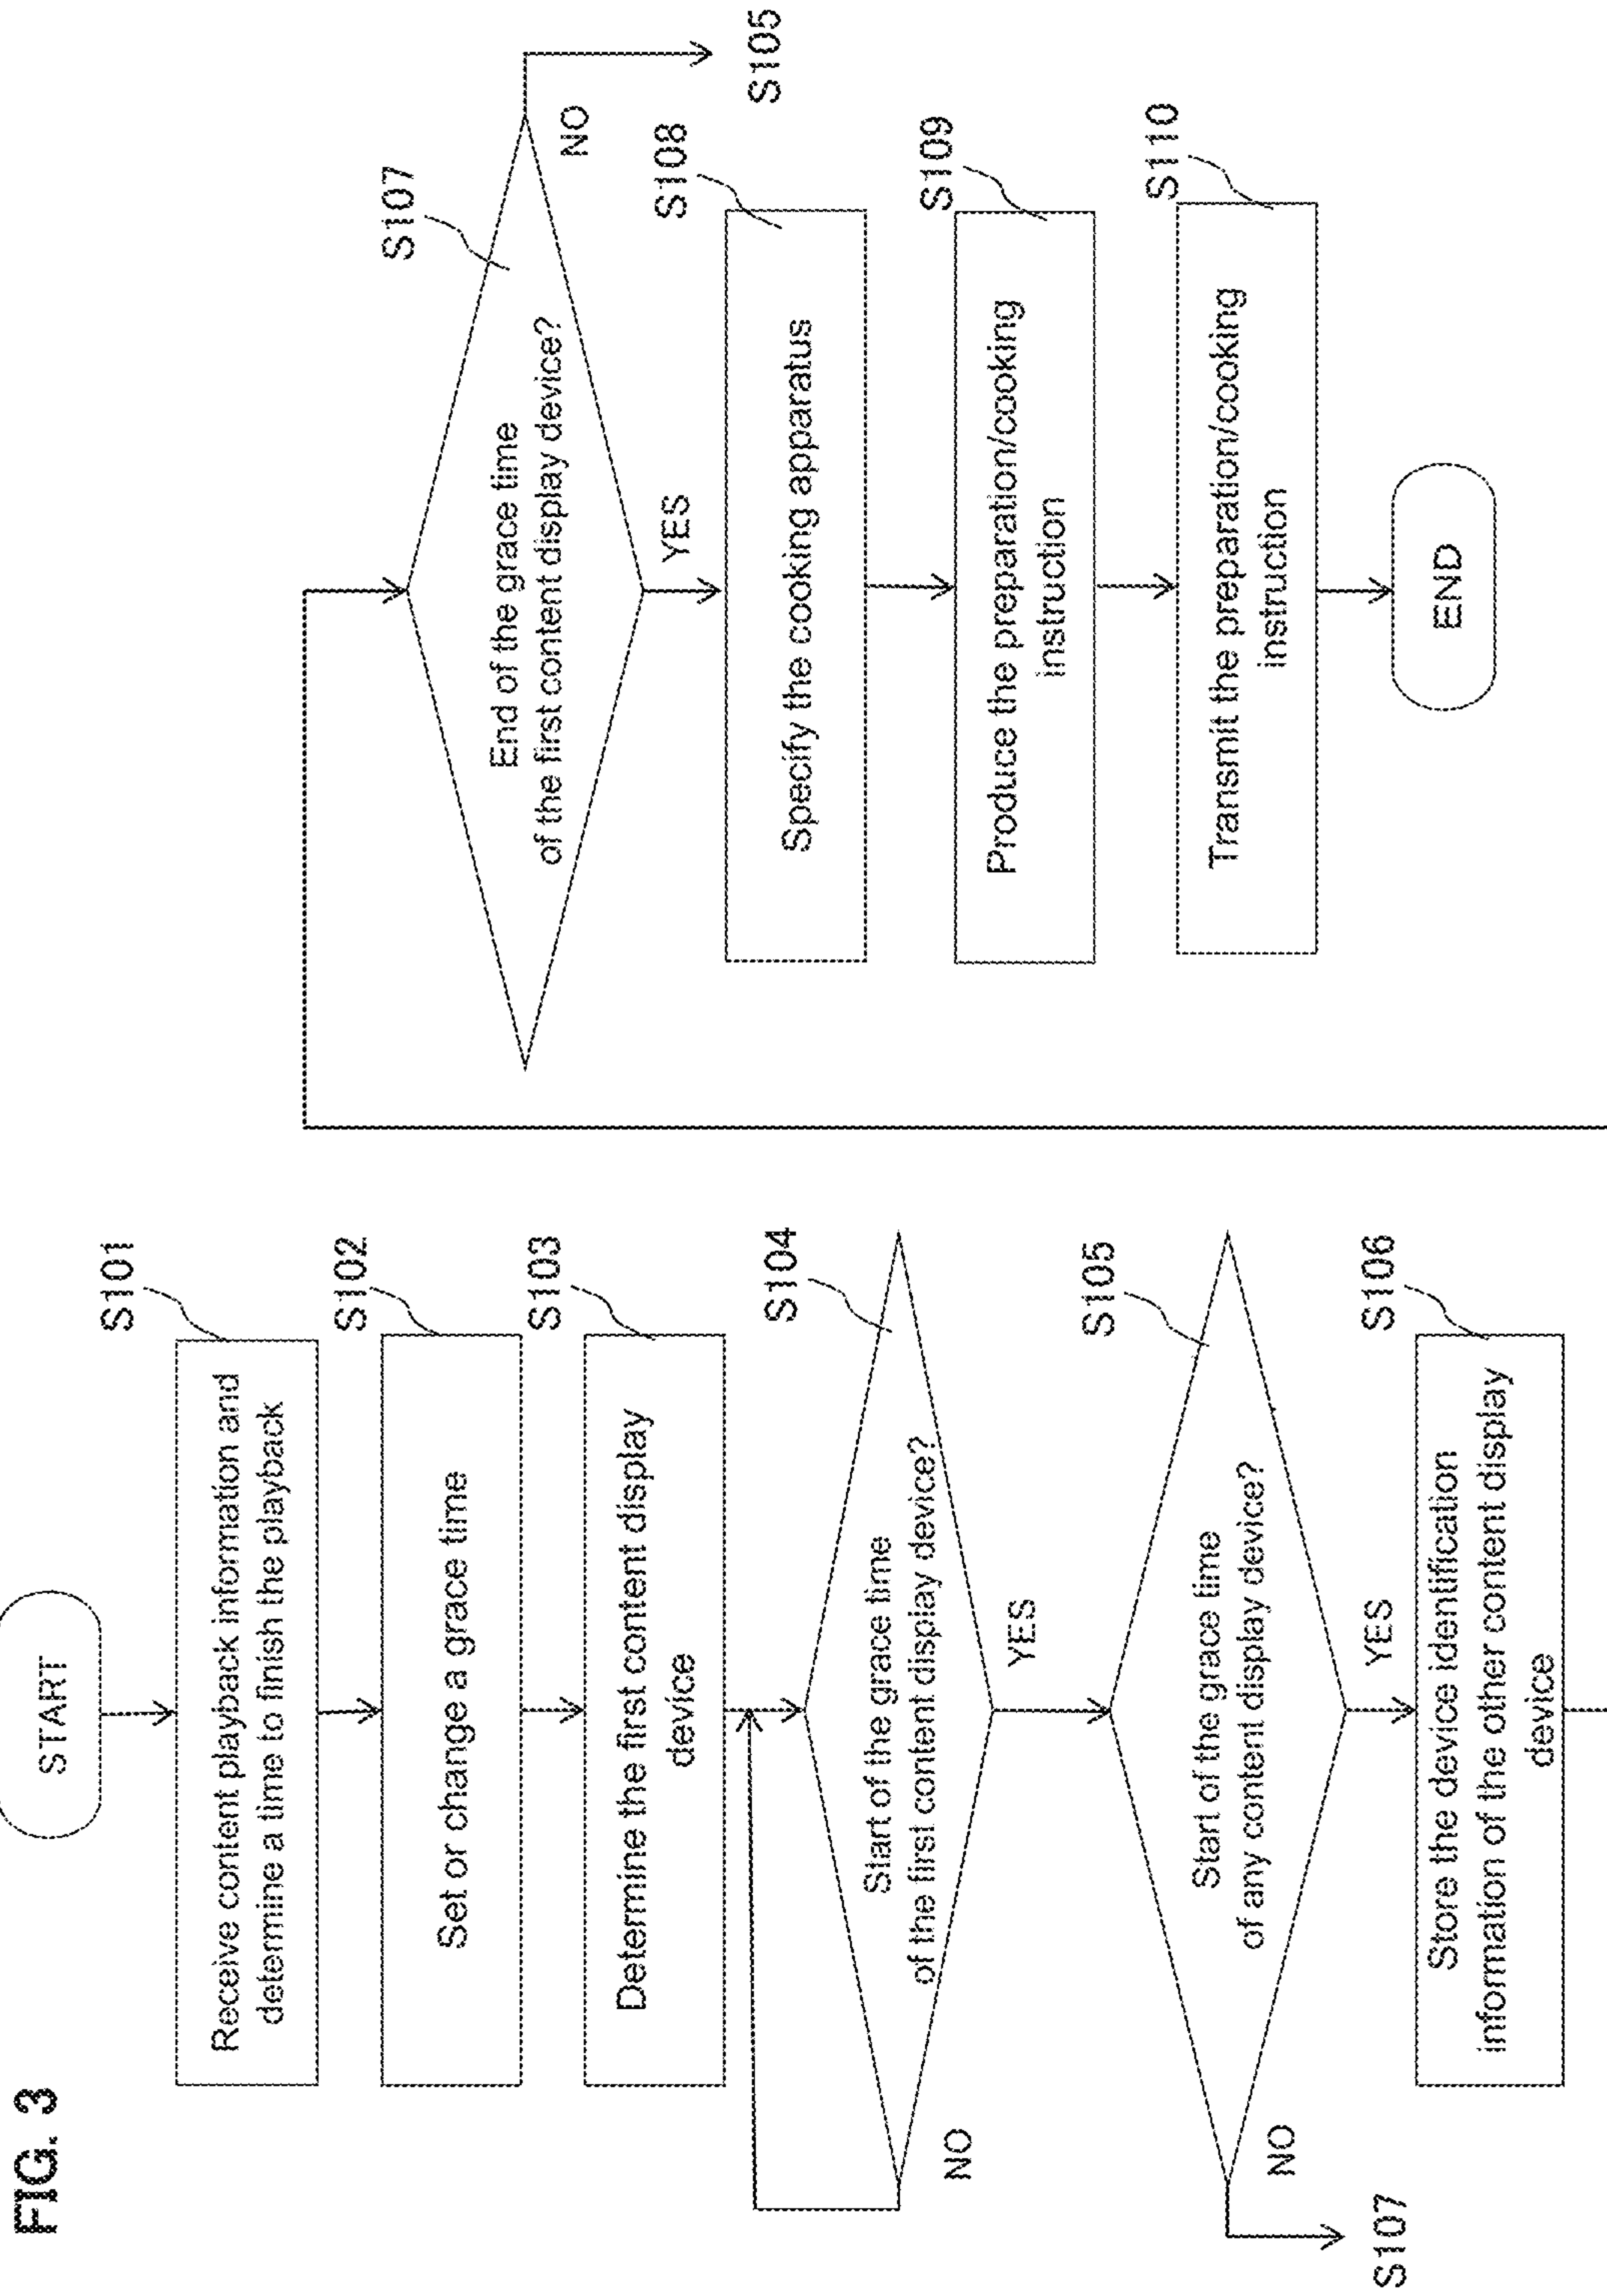 FIG. 3
START
S101
Receive content playback information and
determine a time to finish the playback
S102
Set or change a grace time
S103
Determine the first content display
device
S104
Start of the grace time
of the first content display device?
NO
YES
S105
Start of the grace time
of any content display device?
NO
S107
YES
S106
Store the device identification
information of the other content display
device
S107
End of the grace time
of the first content display device?
NO
S105
YES
S108
Specify the cooking apparatus
S109
Produce the preparation/cooking
instruction
S110
Transmit the preparation/cooking
instruction
END